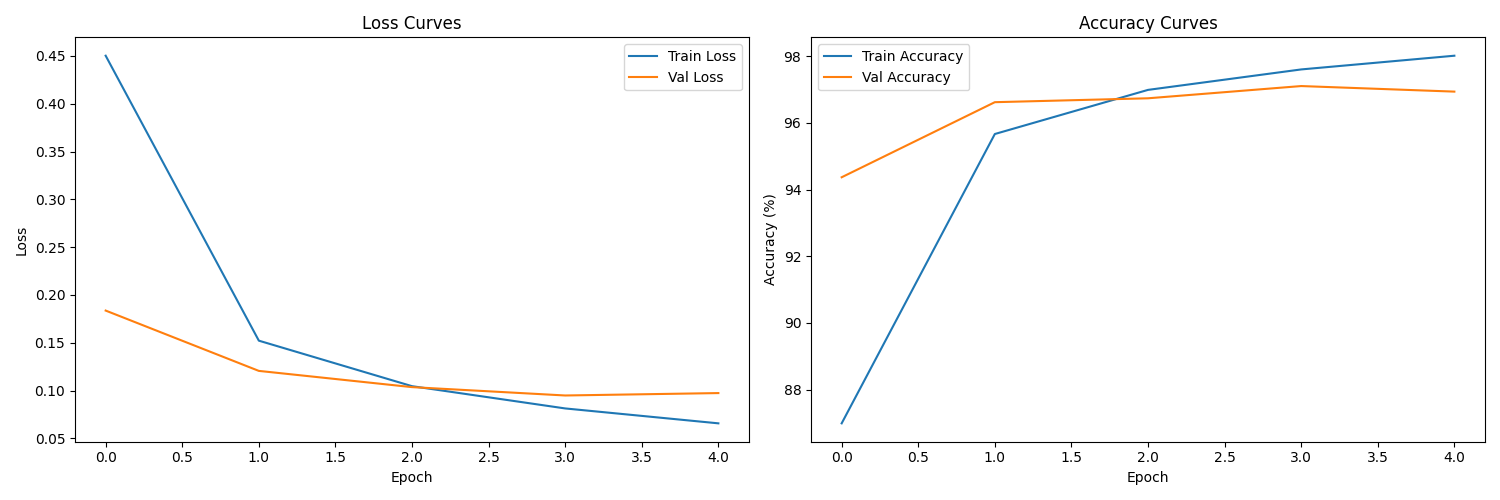 Loss Curves
Train Loss
Val Loss
0.45
0.40
0.35
0.30
0.25
0.20
0.15
0.10
0.05
Loss
0.0 0.5 1.0 1.5 2.0 2.5 3.0 3.5 4.0
Epoch
Accuracy Curves
Train Accuracy
Val Accuracy
98
96
94
92
90
88
Accuracy (%)
0.0 0.5 1.0 1.5 2.0 2.5 3.0 3.5 4.0
Epoch